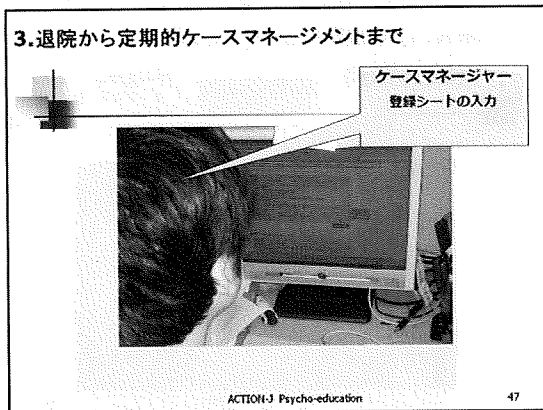 3.退院から定期的ケースマネージメントまで
ケースマネージャー
登録シートの入力
ACTION-J Psycho-education
47